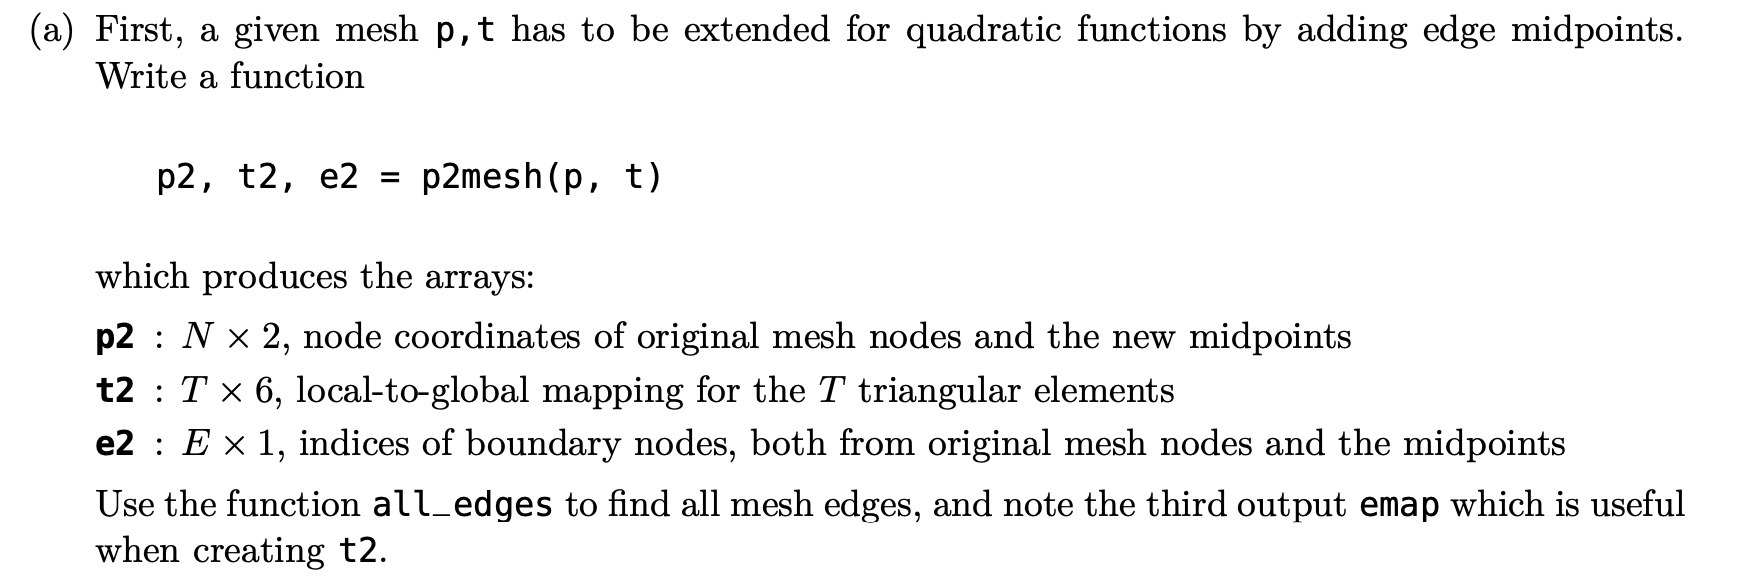 (a) First, a given mesh p,t has to be extended for quadratic functions by adding edge midpoints.
Write a function
p2, t2, e2 = p2mesh(p, t)
which produces the arrays:
p2 : N × 2, node coordinates of original mesh nodes and the new midpoints
t2 : T × 6, local-to-global mapping for the T triangular elements
e2 : E × 1, indices of boundary nodes, both from original mesh nodes and the midpoints
Use the function all_edges to find all mesh edges, and note the third output emap which is useful
when creating t2.